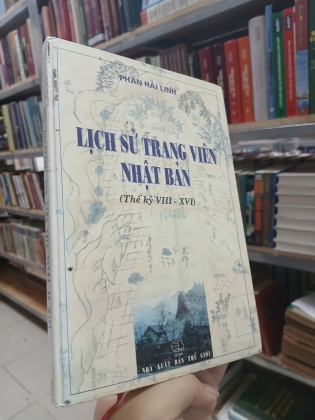 PHAN HẢI LINH
LỊCH SỬ TRANG VIÊN
NHẬT BẢN
(Thế kỷ VIII - XVI)
NHÀ XUẤT BẢN THẾ GIỚI